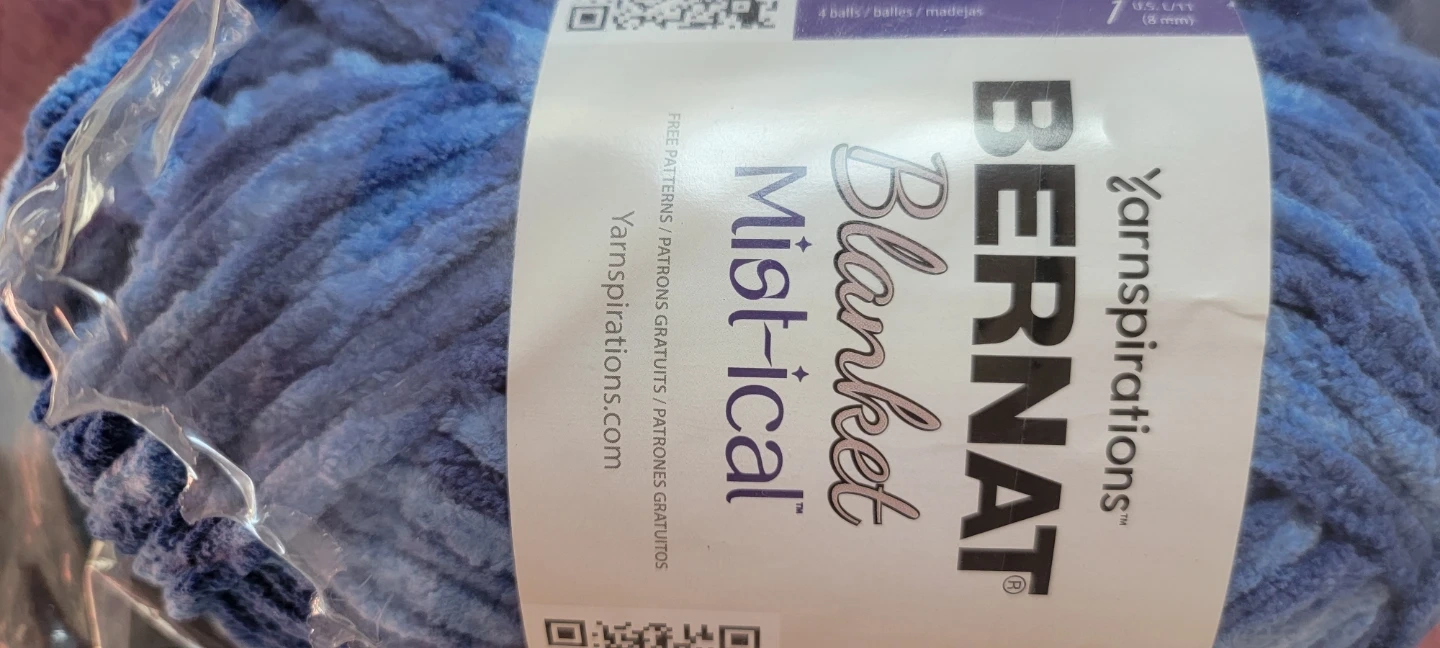 4 balls / balles / madejas
U.S. L/11
(8 mm)
Yarnspirations™
BERNAT®
Blanket
Mist-ical™
FREE PATTERNS / PATRONS GRATUITS / PATRONES GRATUITOS
Yarnspirations.com